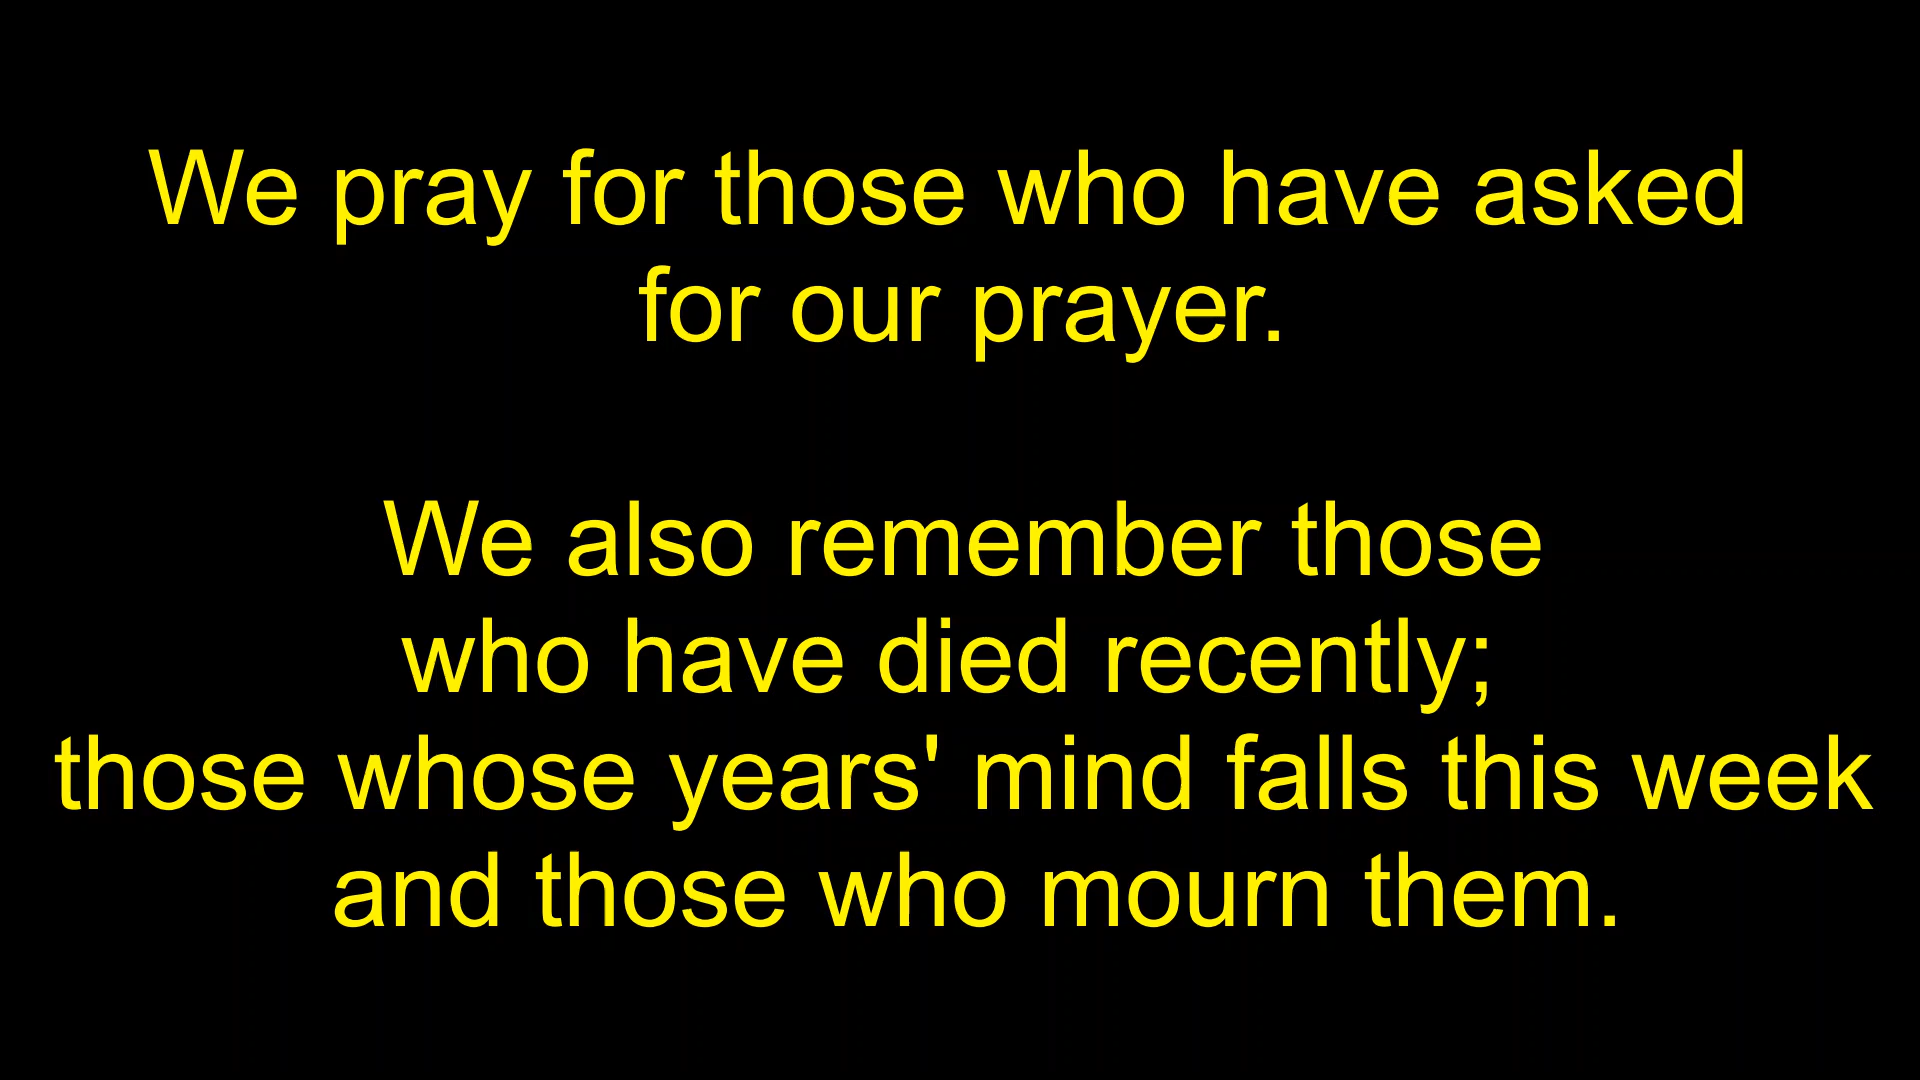 We pray for those who have asked
for our prayer.
We also remember those
who have died recently;
those whose years' mind falls this week
and those who mourn them.